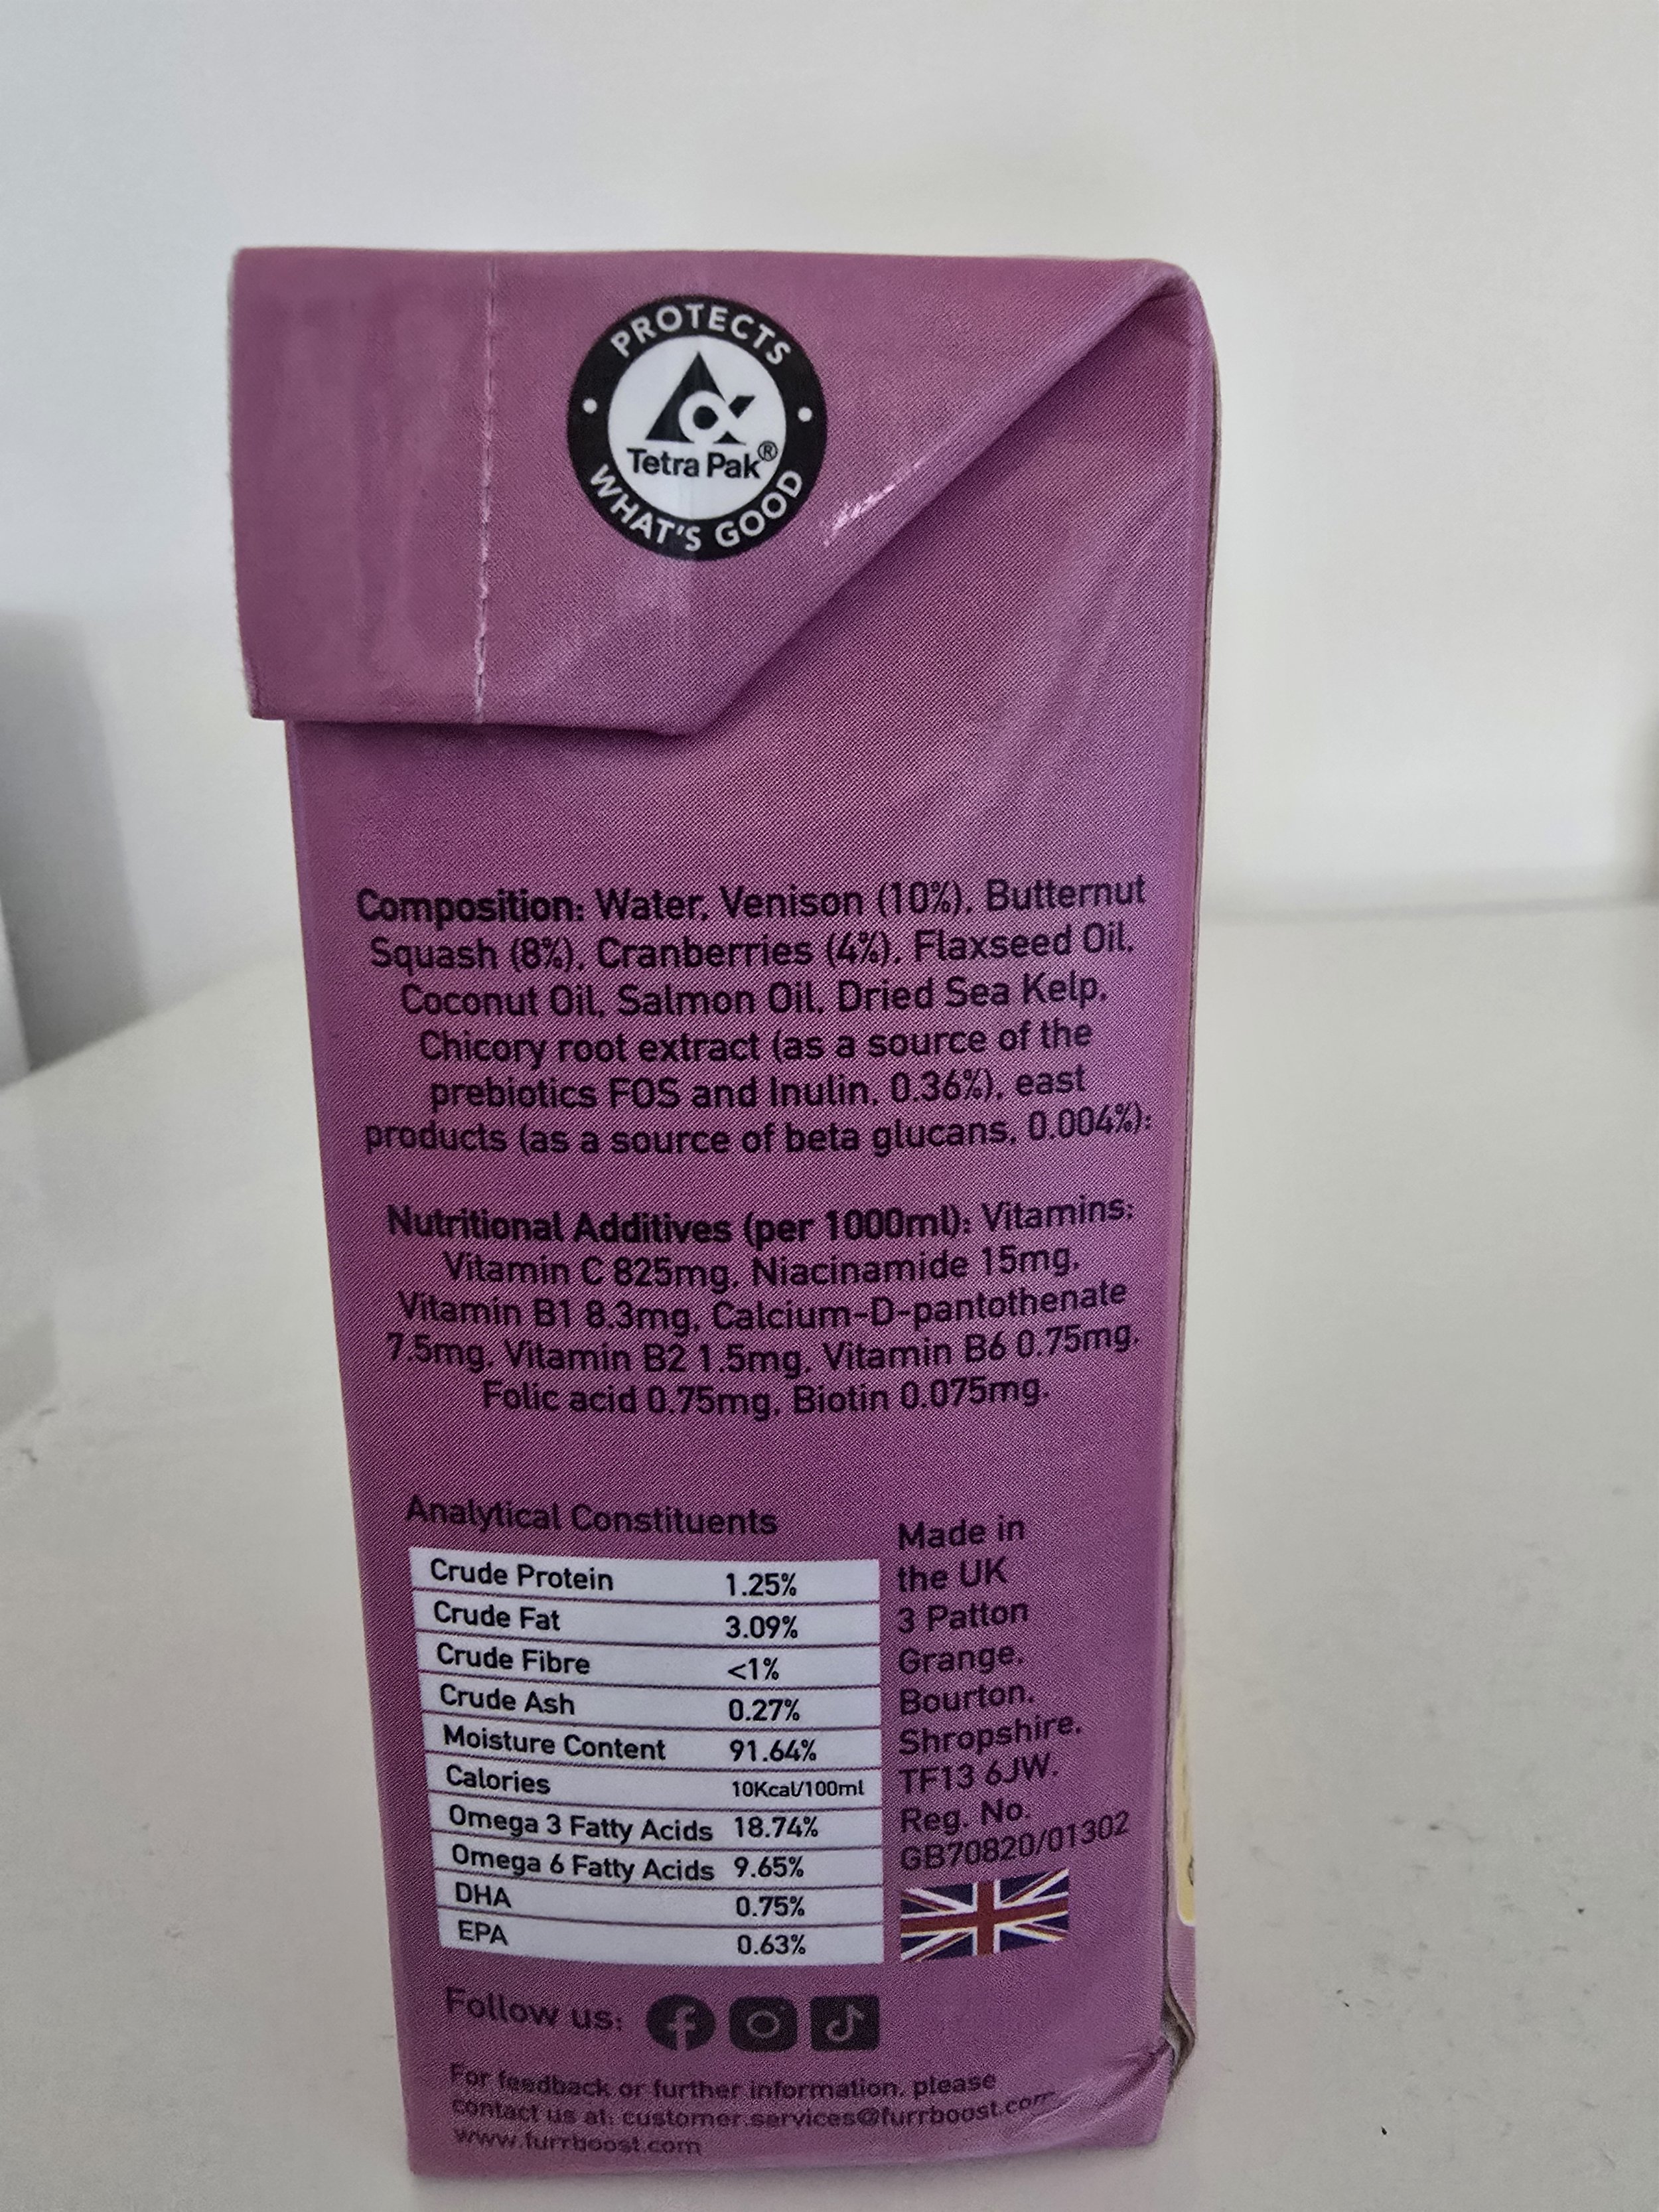 PROTECTS
Tetra Pak®
WHAT'S GOOD
Composition: Water, Venison (10%), Butternut
Squash (8%), Cranberries (4%), Flaxseed Oil,
Coconut Oil, Salmon Oil, Dried Sea Kelp,
Chicory root extract (as a source of the
prebiotics FOS and Inulin, 0.36%), east
products (as a source of beta glucans, 0.004%);
Nutritional Additives (per 1000ml): Vitamins:
Vitamin C 825mg, Niacinamide 15mg,
Vitamin B1 8.3mg, Calcium-D-pantothenate
7.5mg, Vitamin B2 1.5mg, Vitamin B6 0.75mg,
Folic acid 0.75mg, Biotin 0.075mg.
Analytical Constituents
Crude Protein 1.25%
Crude Fat 3.09%
Crude Fibre <1%
Crude Ash 0.27%
Moisture Content 91.64%
Calories 10Kcal/100ml
Omega 3 Fatty Acids 18.74%
Omega 6 Fatty Acids 9.65%
DHA 0.75%
EPA 0.63%
Made in
the UK
3 Patton
Grange,
Bourton,
Shropshire,
TF13 6JW.
Reg. No.
GB70820/01302
Follow us:
For feedback or further information, please
contact us at: customer.services@furrboost.com
www.furrboost.com